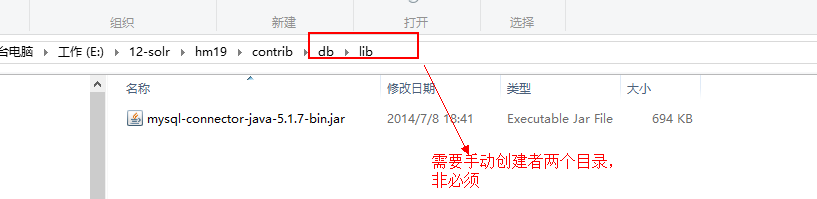 组织
新建
打开
选择
台电脑 工作 (E:) 12-solr hm19 contrib db lib
名称 修改日期 类型 大小
mysql-connector-java-5.1.7-bin.jar 2014/7/8 18:41 Executable Jar File 694 KB
需要手动创建者两个目录，
非必须